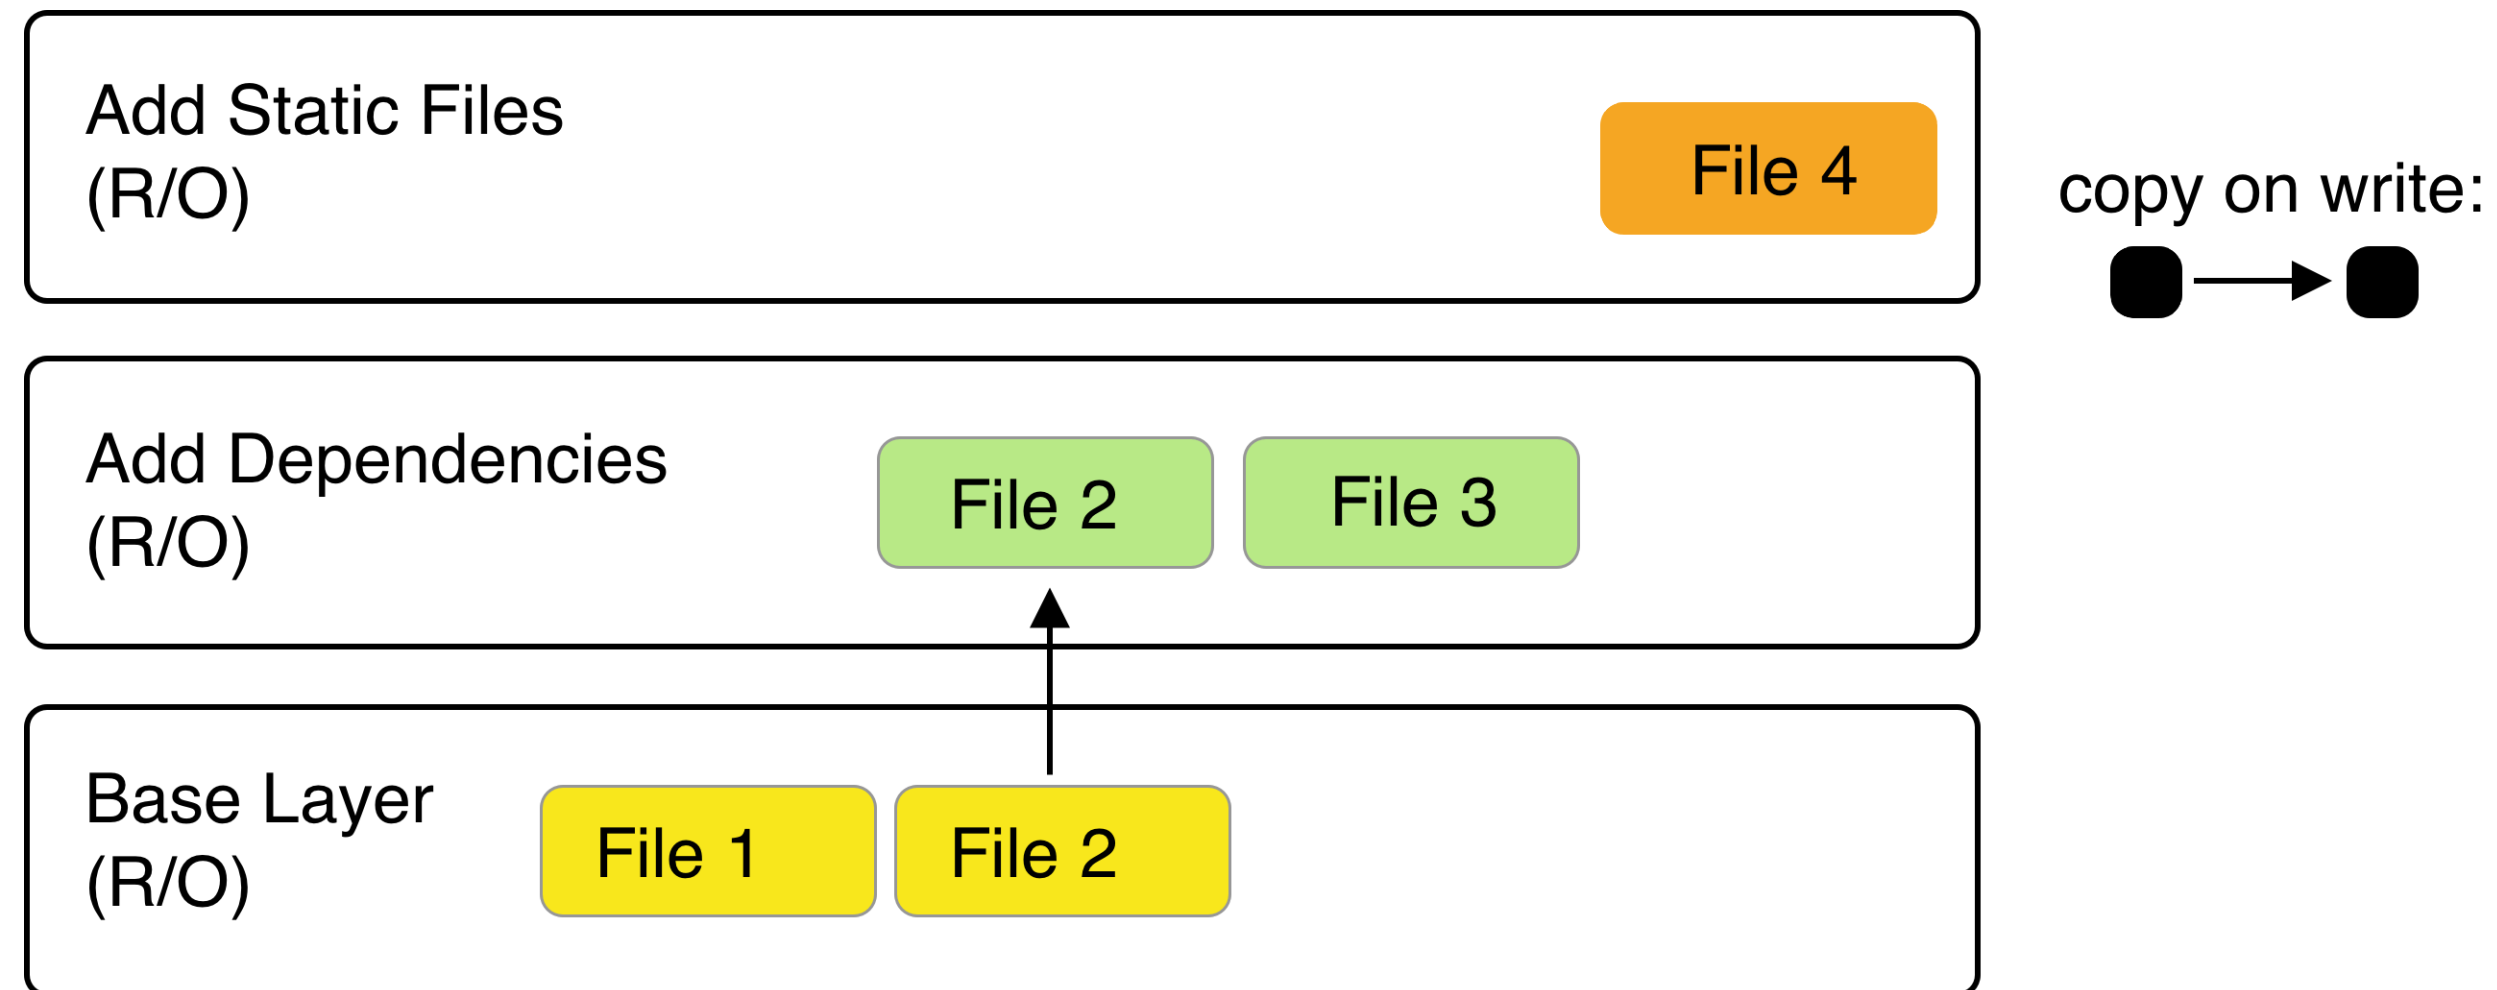 Add Static Files
(R/O)
File 4
copy on write:
Add Dependencies
(R/O)
File 2
File 3
Base Layer
(R/O)
File 1
File 2